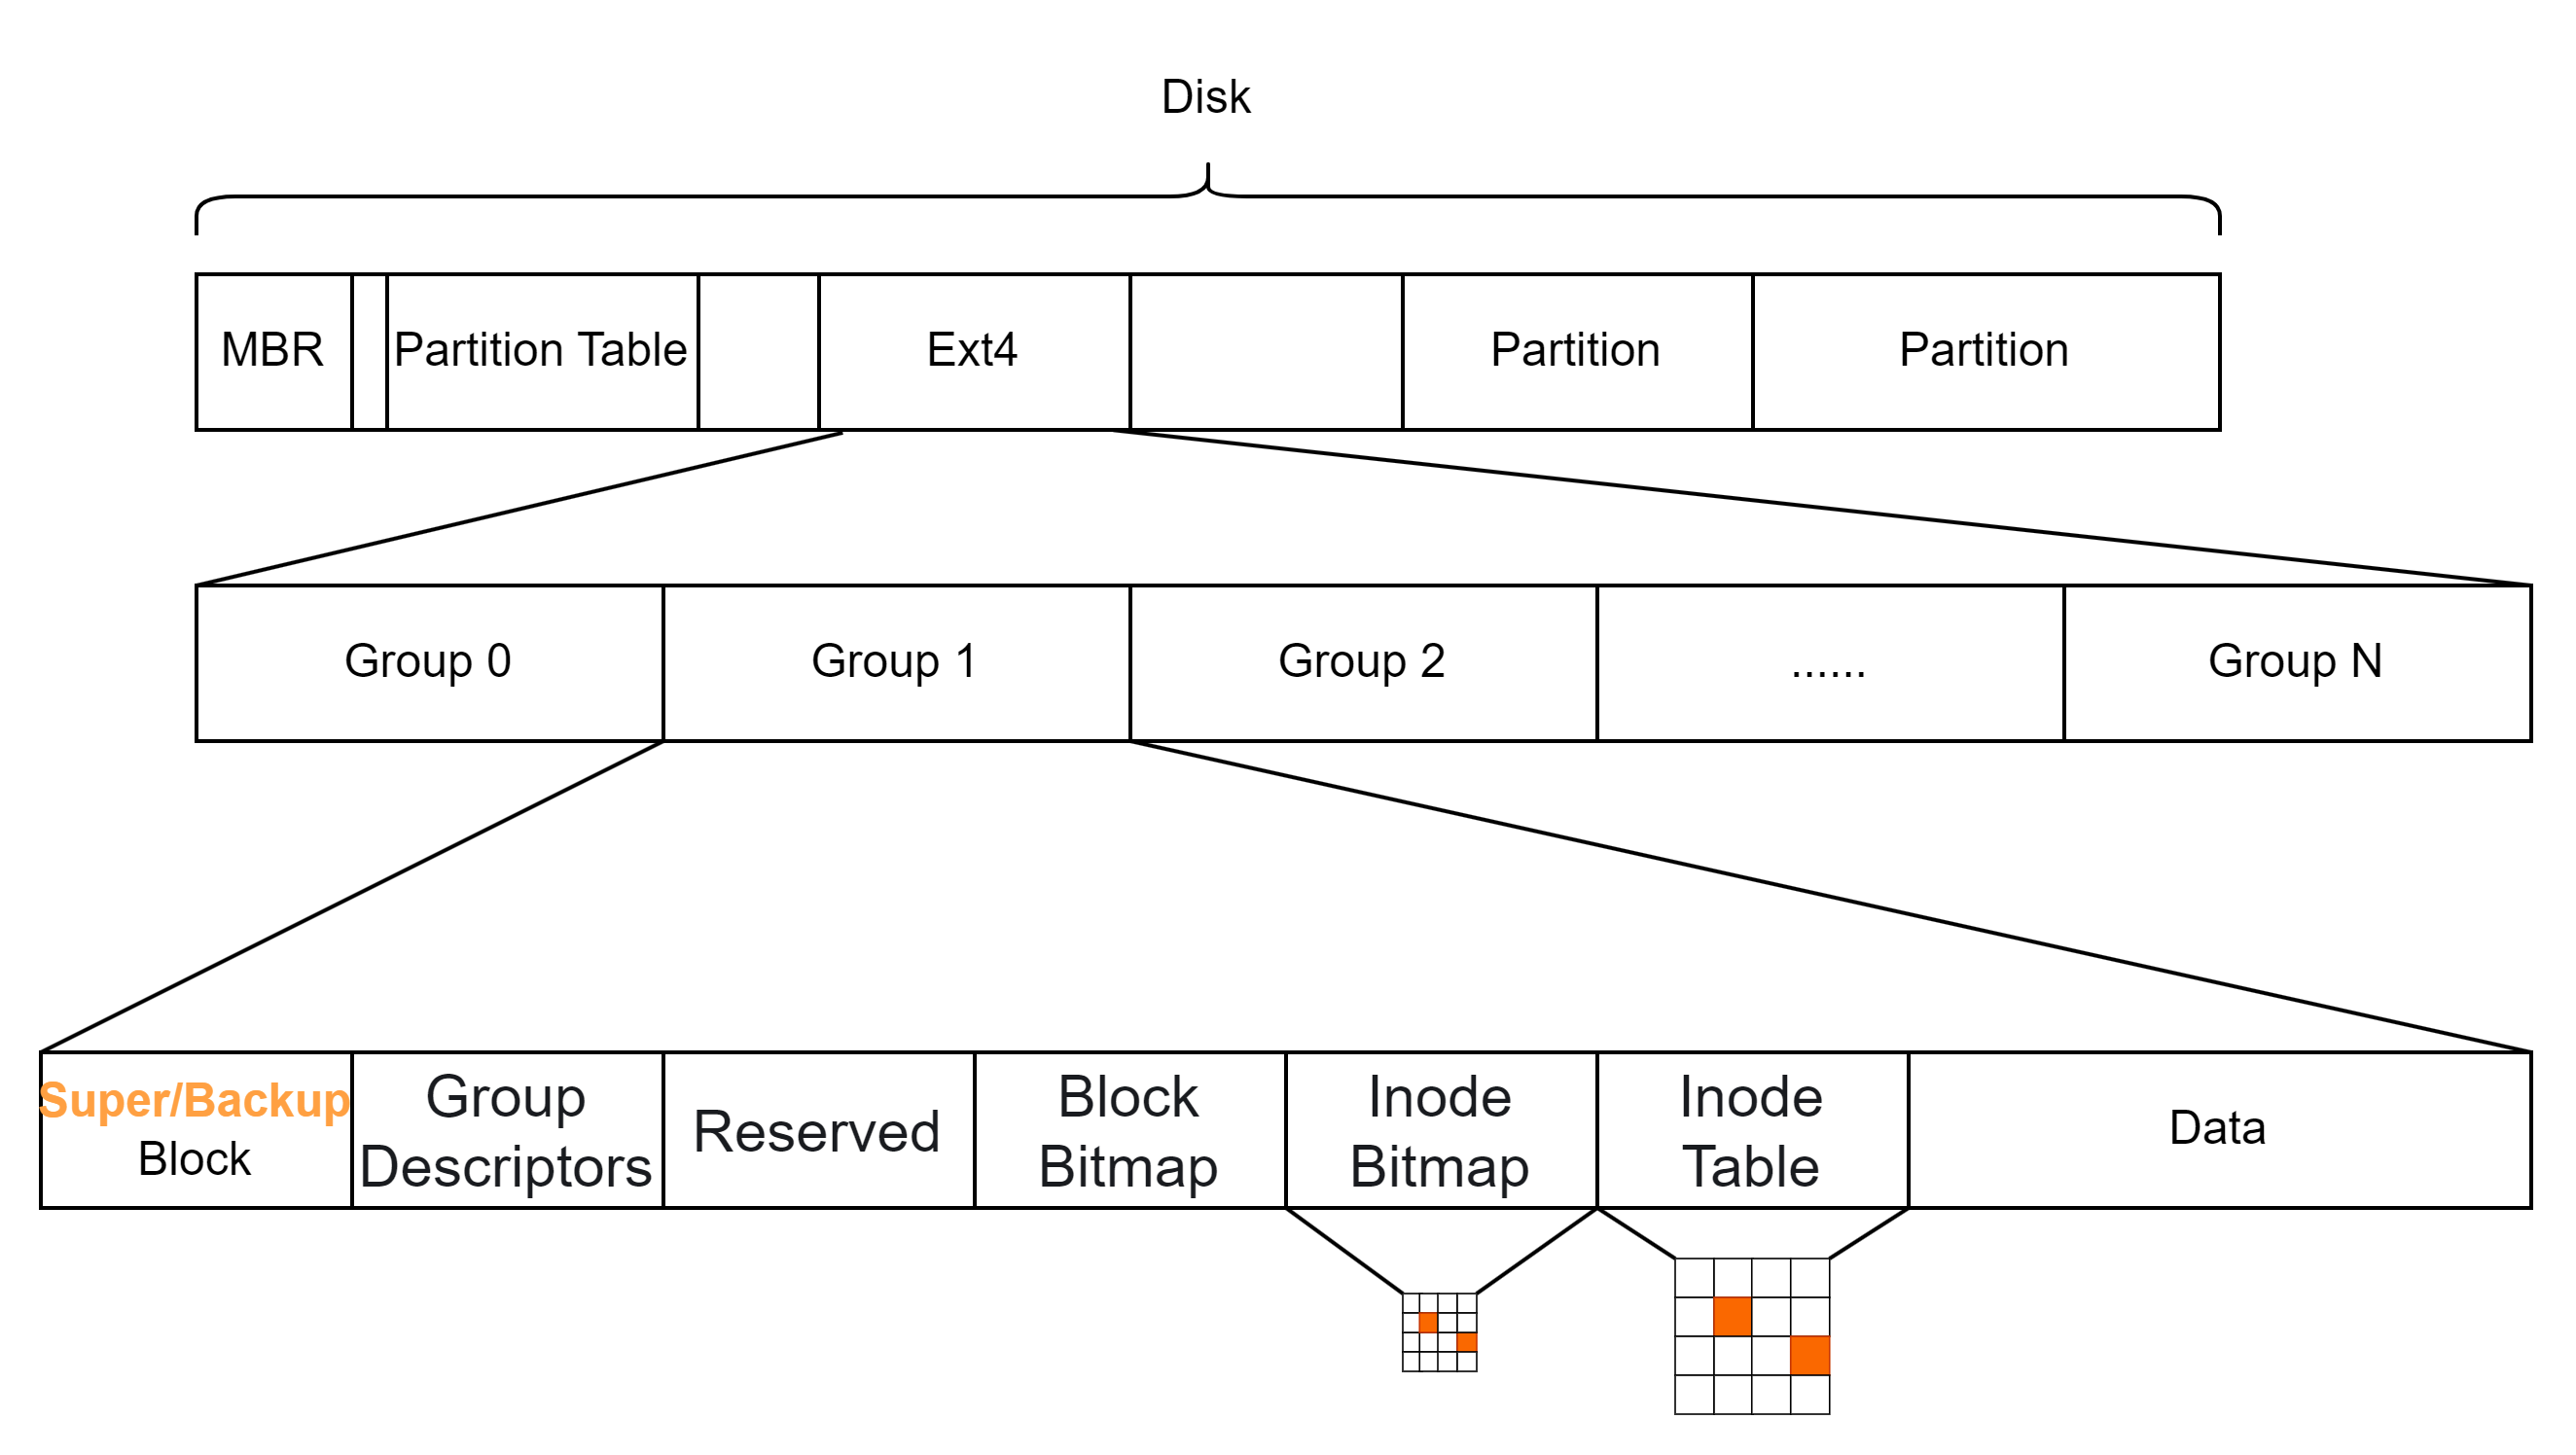 Disk
MBR
Partition Table
Ext4
Partition
Partition
Group 0
Group 1
Group 2
......
Group N
Super/Backup
Block
Group
Descriptors
Reserved
Block
Bitmap
Inode
Bitmap
Inode
Table
Data